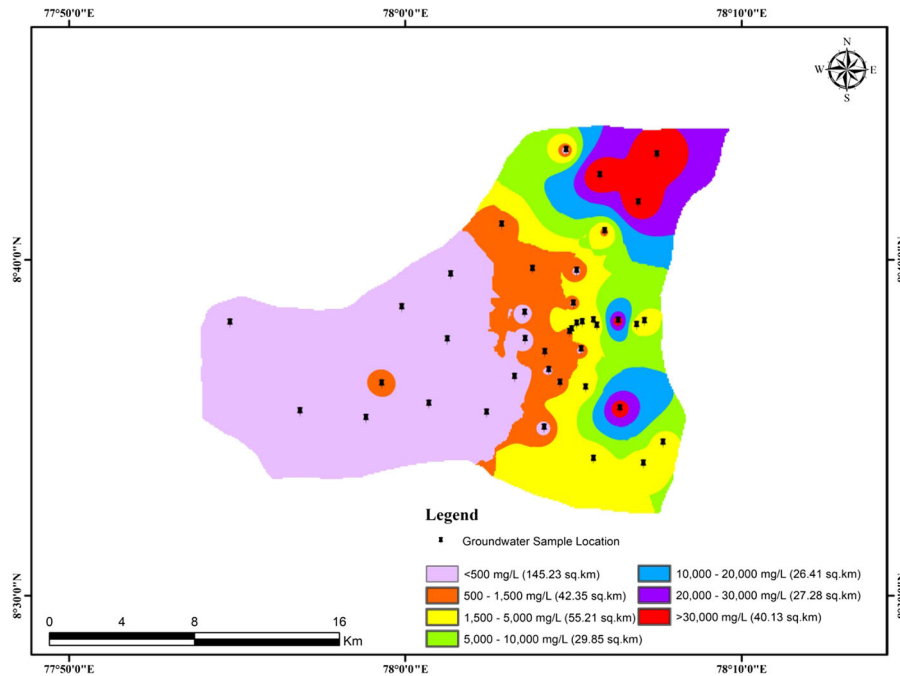 77°50'0"E 78°0'0"E 78°10'0"E
N
W E
S
8°40'0"N 8°40'0"N
Legend
Groundwater Sample Location
<500 mg/L (145.23 sq.km) 10,000 - 20,000 mg/L (26.41 sq.km)
8°30'0"N
500 - 1,500 mg/L (42.35 sq.km) 20,000 - 30,000 mg/L (27.28 sq.km)
0 4 8 16
1,500 - 5,000 mg/L (55.21 sq.km) >30,000 mg/L (40.13 sq.km)
Km
5,000 - 10,000 mg/L (29.85 sq.km)
77°50'0"E 78°0'0"E 78°10'0"E